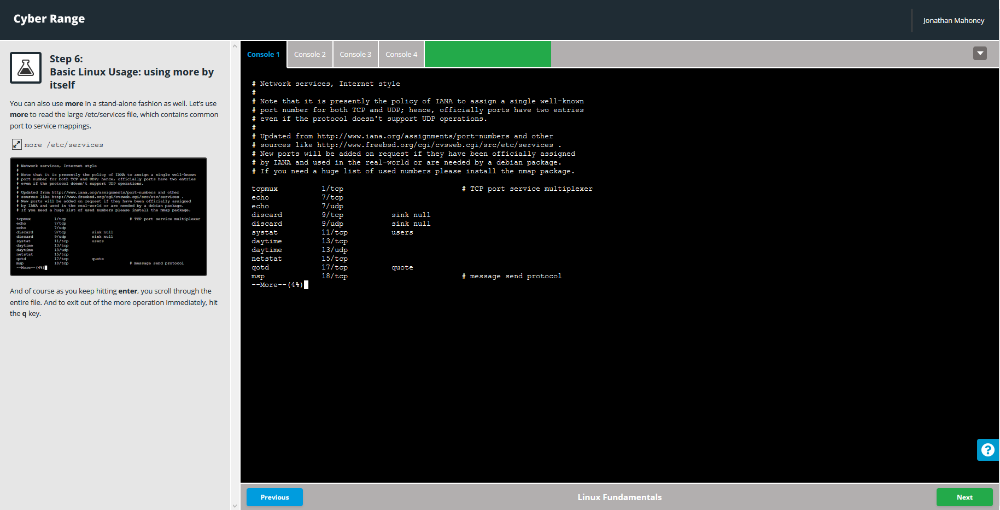 Cyber Range
Jonathan Mahoney
Step 6:
Basic Linux Usage: using more by
itself
You can also use more in a stand-alone fashion as well. Let's use
more to read the large /etc/services file, which contains common
port to service mappings.
more /etc/services
# Network services, Internet style
#
# Note that it is presently the policy of IANA to assign a single well-known
# port number for both TCP and UDP; hence, officially ports have two entries
# even if the protocol doesn't support UDP operations.
#
# Updated from http://www.iana.org/assignments/port-numbers and other
# sources like http://www.freebsd.org/cgi/cvsweb.cgi/src/etc/services .
# New ports will be added on request if they have been officially assigned
# by IANA and used in the real-world or are needed by a debian package.
# If you need a huge list of used numbers please install the nmap package.
tcpmux 1/tcp # TCP port service multiplexer
echo 7/tcp
echo 7/udp
discard 9/tcp sink null
discard 9/udp sink null
systat 11/tcp users
daytime 13/tcp
daytime 13/udp
netstat 15/tcp
qotd 17/tcp quote
msp 18/tcp # message send protocol
--More--(4%)
And of course as you keep hitting enter, you scroll through the
entire file. And to exit out of the more operation immediately, hit
the q key.
Console 1 Console 2 Console 3 Console 4
# Network services, Internet style
#
# Note that it is presently the policy of IANA to assign a single well-known
# port number for both TCP and UDP; hence, officially ports have two entries
# even if the protocol doesn't support UDP operations.
#
# Updated from http://www.iana.org/assignments/port-numbers and other
# sources like http://www.freebsd.org/cgi/cvsweb.cgi/src/etc/services .
# New ports will be added on request if they have been officially assigned
# by IANA and used in the real-world or are needed by a debian package.
# If you need a huge list of used numbers please install the nmap package.
tcpmux 1/tcp # TCP port service multiplexer
echo 7/tcp
echo 7/udp
discard 9/tcp sink null
discard 9/udp sink null
systat 11/tcp users
daytime 13/tcp
daytime 13/udp
netstat 15/tcp
qotd 17/tcp quote
msp 18/tcp # message send protocol
--More--(4%)
?
Previous
Linux Fundamentals
Next